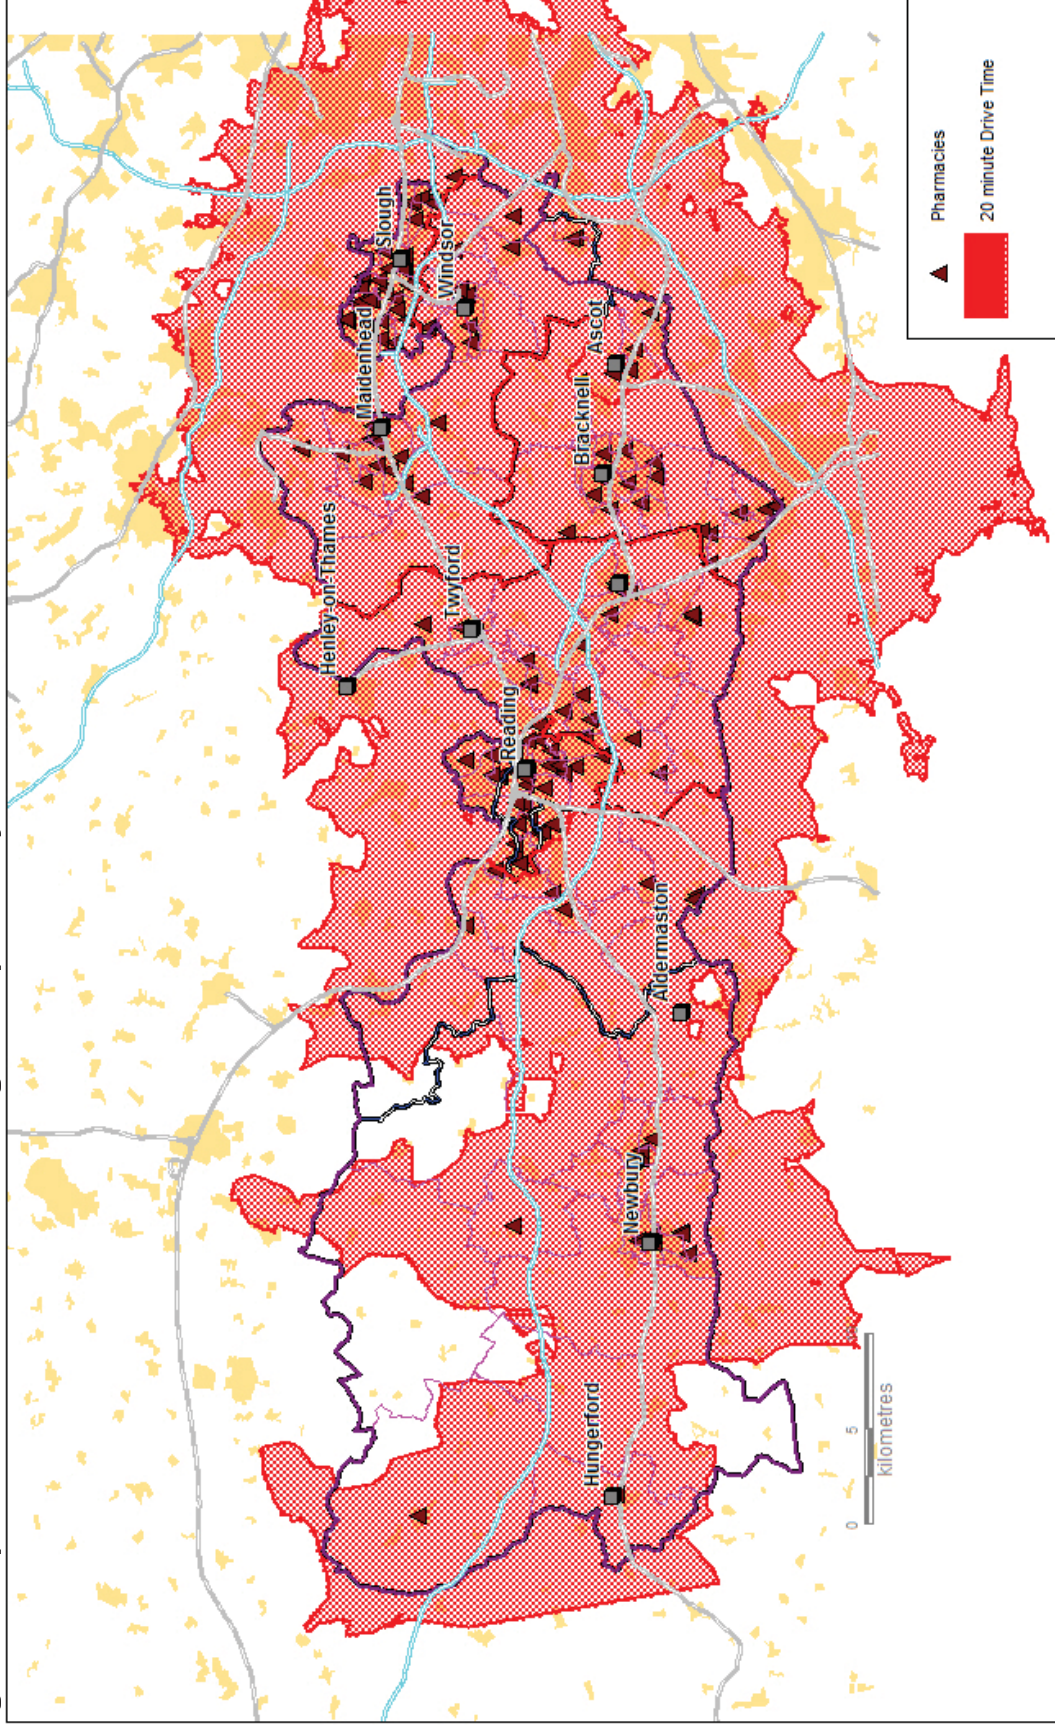 Slough
Windsor
Maidenhead
Ascot
Bracknell
Henley-on-Thames
Twyford
Reading
Aldermaston
Newbury
Hungerford
0 5
kilometres
Pharmacies
20 minute Drive Time